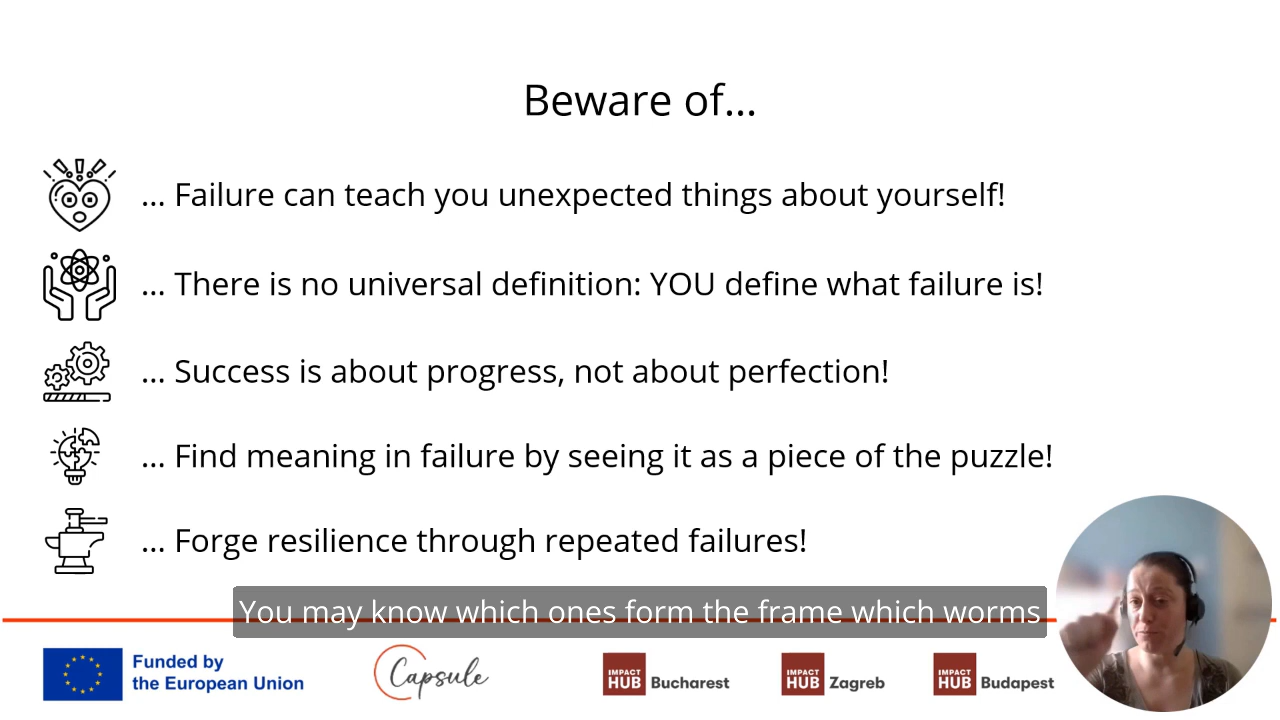 Beware of...
... Failure can teach you unexpected things about yourself!
... There is no universal definition: YOU define what failure is!
... Success is about progress, not about perfection!
... Find meaning in failure by seeing it as a piece of the puzzle!
... Forge resilience through repeated failures!
You may know which ones form the frame which worms
Funded by
the European Union
Capsule
IMPACT
HUB Bucharest
IMPACT
HUB Zagreb
IMPACT
HUB Budapest